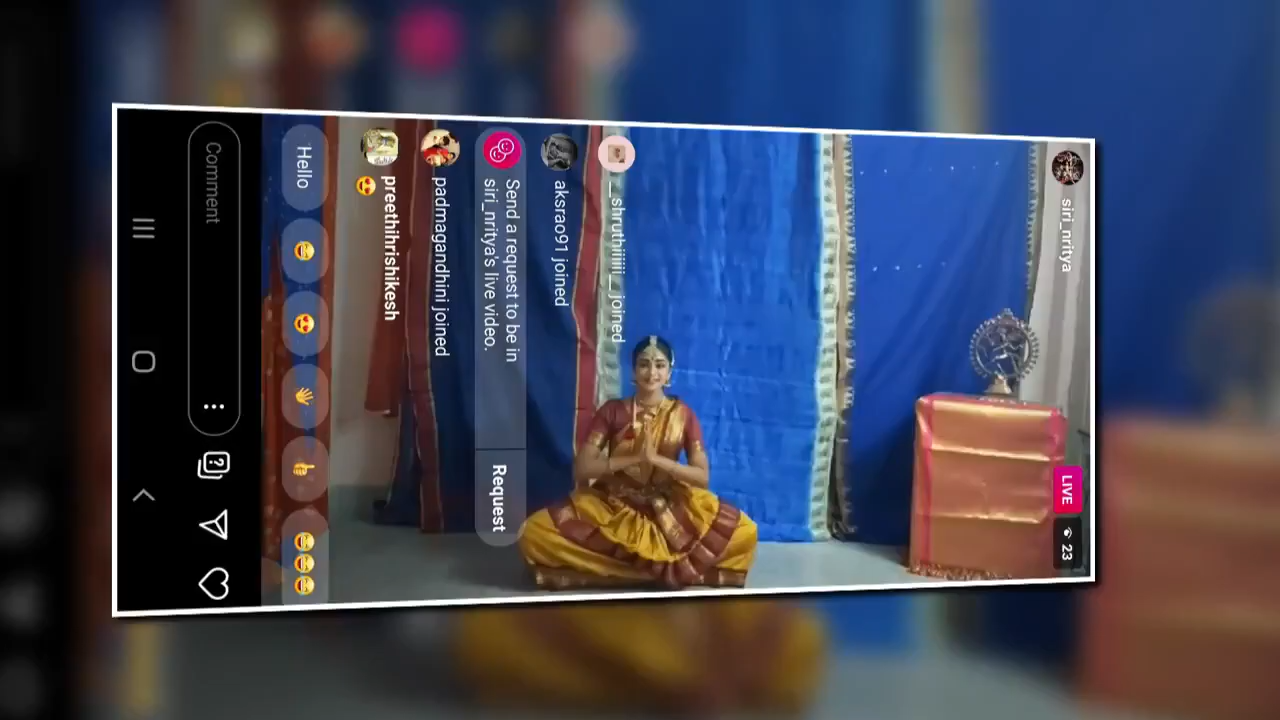 siri_nritya
LIVE
23
__shruthiiiiii__ joined
aksrao91 joined
Send a request to be in
siri_nritya's live video.
Request
padmagandhini joined
preethihrishikesh
😍
Hello
Comment